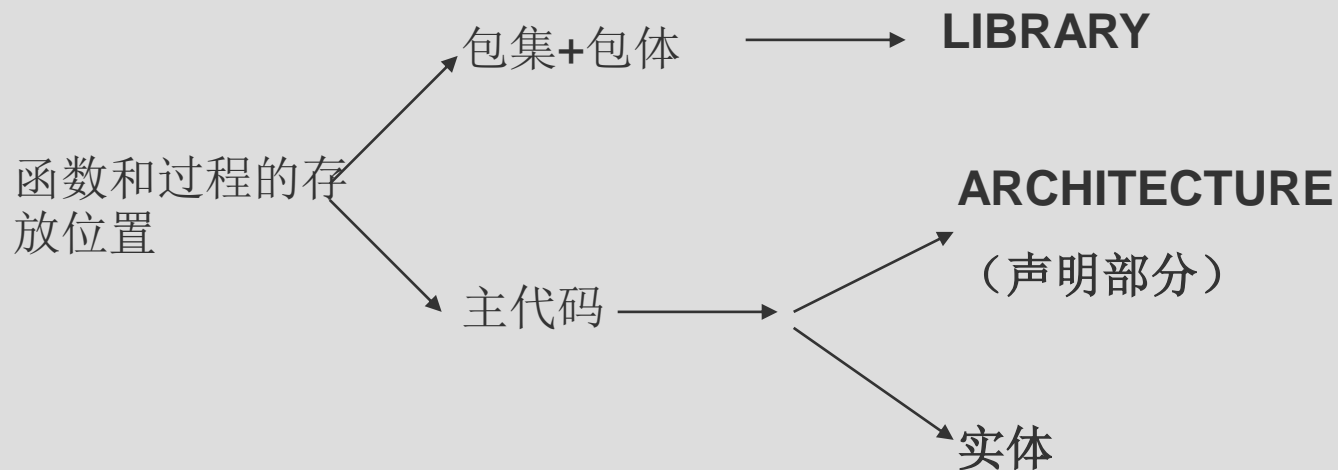 包集+包体
LIBRARY
函数和过程的存
放位置
ARCHITECTURE
（声明部分）
主代码
实体